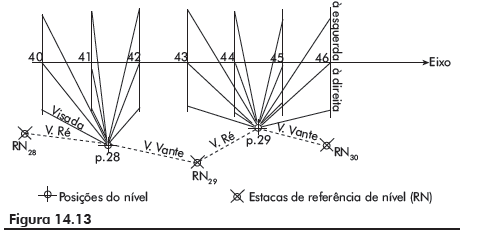 à esquerda à direita
40 41 42 43 44 45 46 Eixo
Visada
V. Ré
RN28
p.28
V. Vante
RN29
V. Ré
p.29
V. Vante
RN30
Posições do nível
Estacas de referência de nível (RN)
Figura 14.13